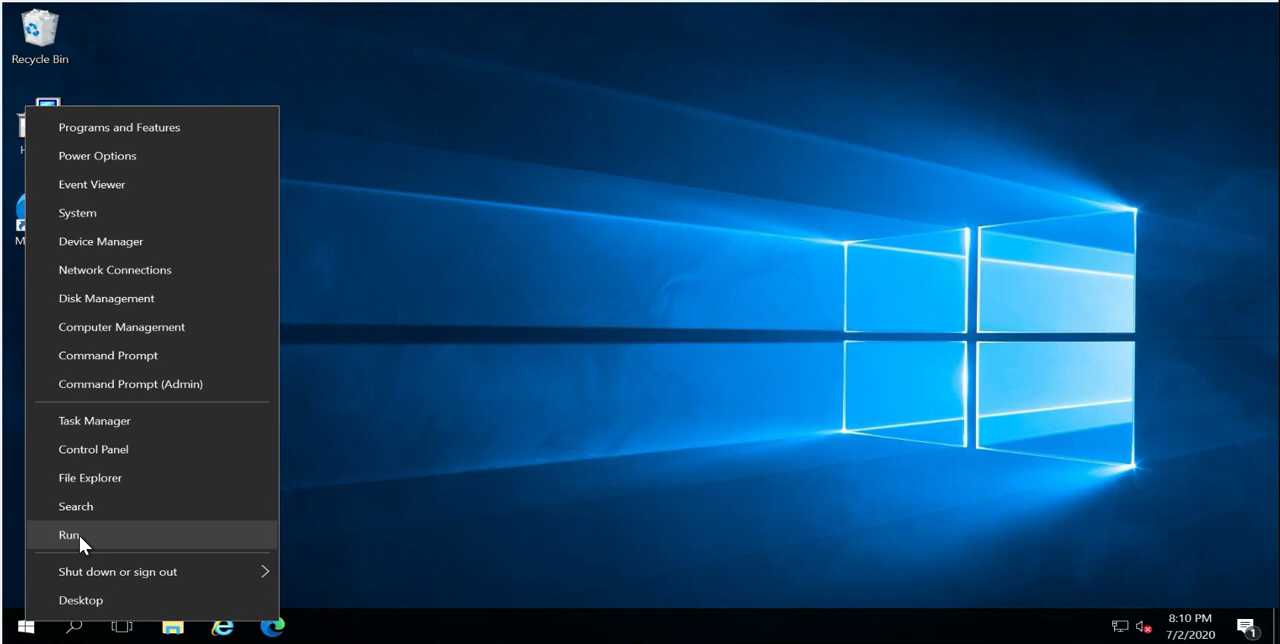 Recycle Bin
Programs and Features
Power Options
Event Viewer
System
Device Manager
Network Connections
Disk Management
Computer Management
Command Prompt
Command Prompt (Admin)
Task Manager
Control Panel
File Explorer
Search
Run
Shut down or sign out
Desktop
8:10 PM
7/2/2020
1